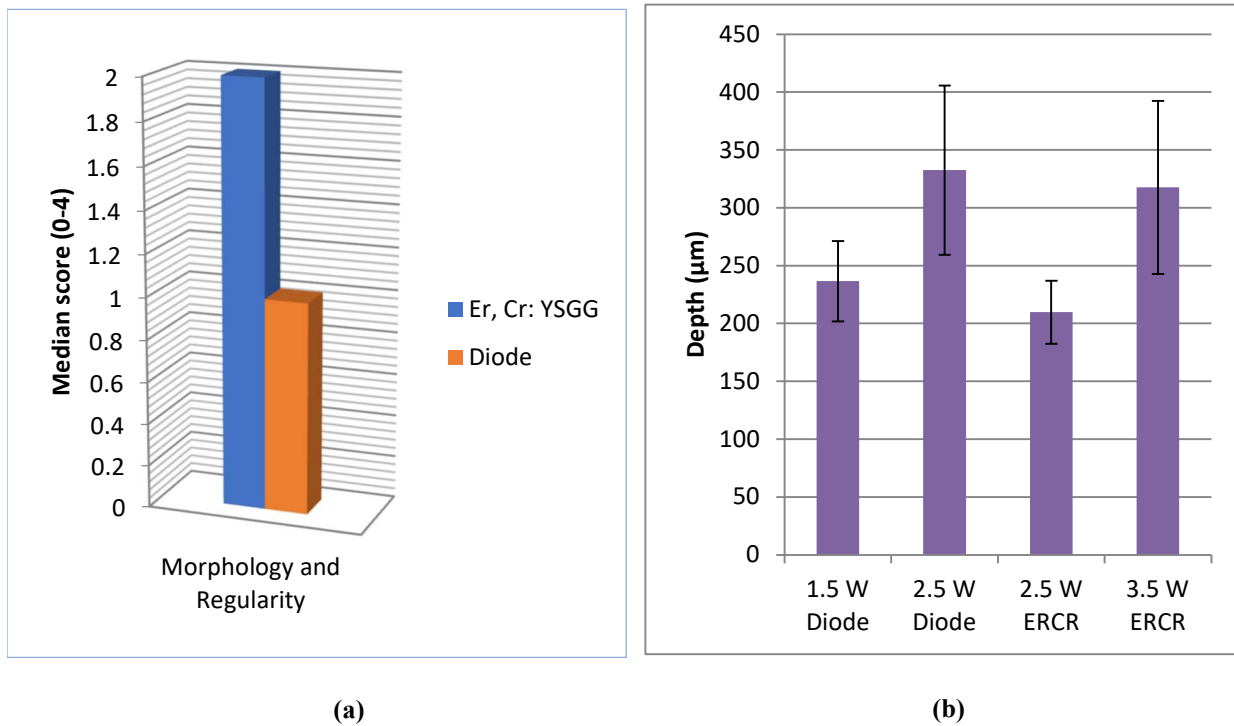 Median score (0-4)
2
1.8
1.6
1.4
1.2
1
0.8
0.6
0.4
0.2
0
Morphology and
Regularity
Er, Cr: YSGG
Diode
(a)
Depth (µm)
450
400
350
300
250
200
150
100
50
0
1.5 W
Diode
2.5 W
Diode
2.5 W
ERCR
3.5 W
ERCR
(b)